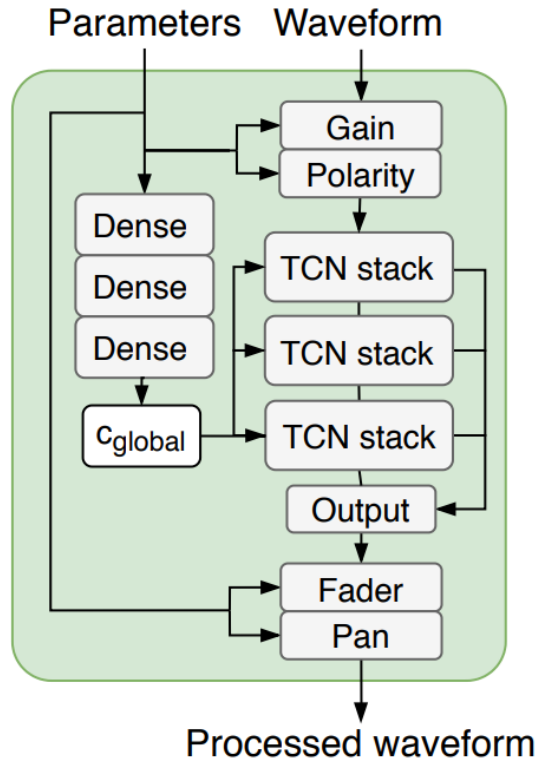 Parameters
Waveform
Gain
Polarity
Dense
Dense
Dense
cglobal
TCN stack
TCN stack
TCN stack
Output
Fader
Pan
Processed waveform